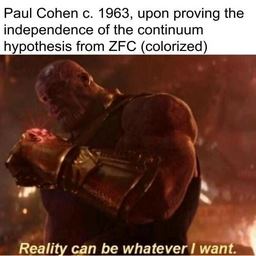 Paul Cohen c. 1963, upon proving the
independence of the continuum
hypothesis from ZFC (colorized)
Reality can be whatever I want.